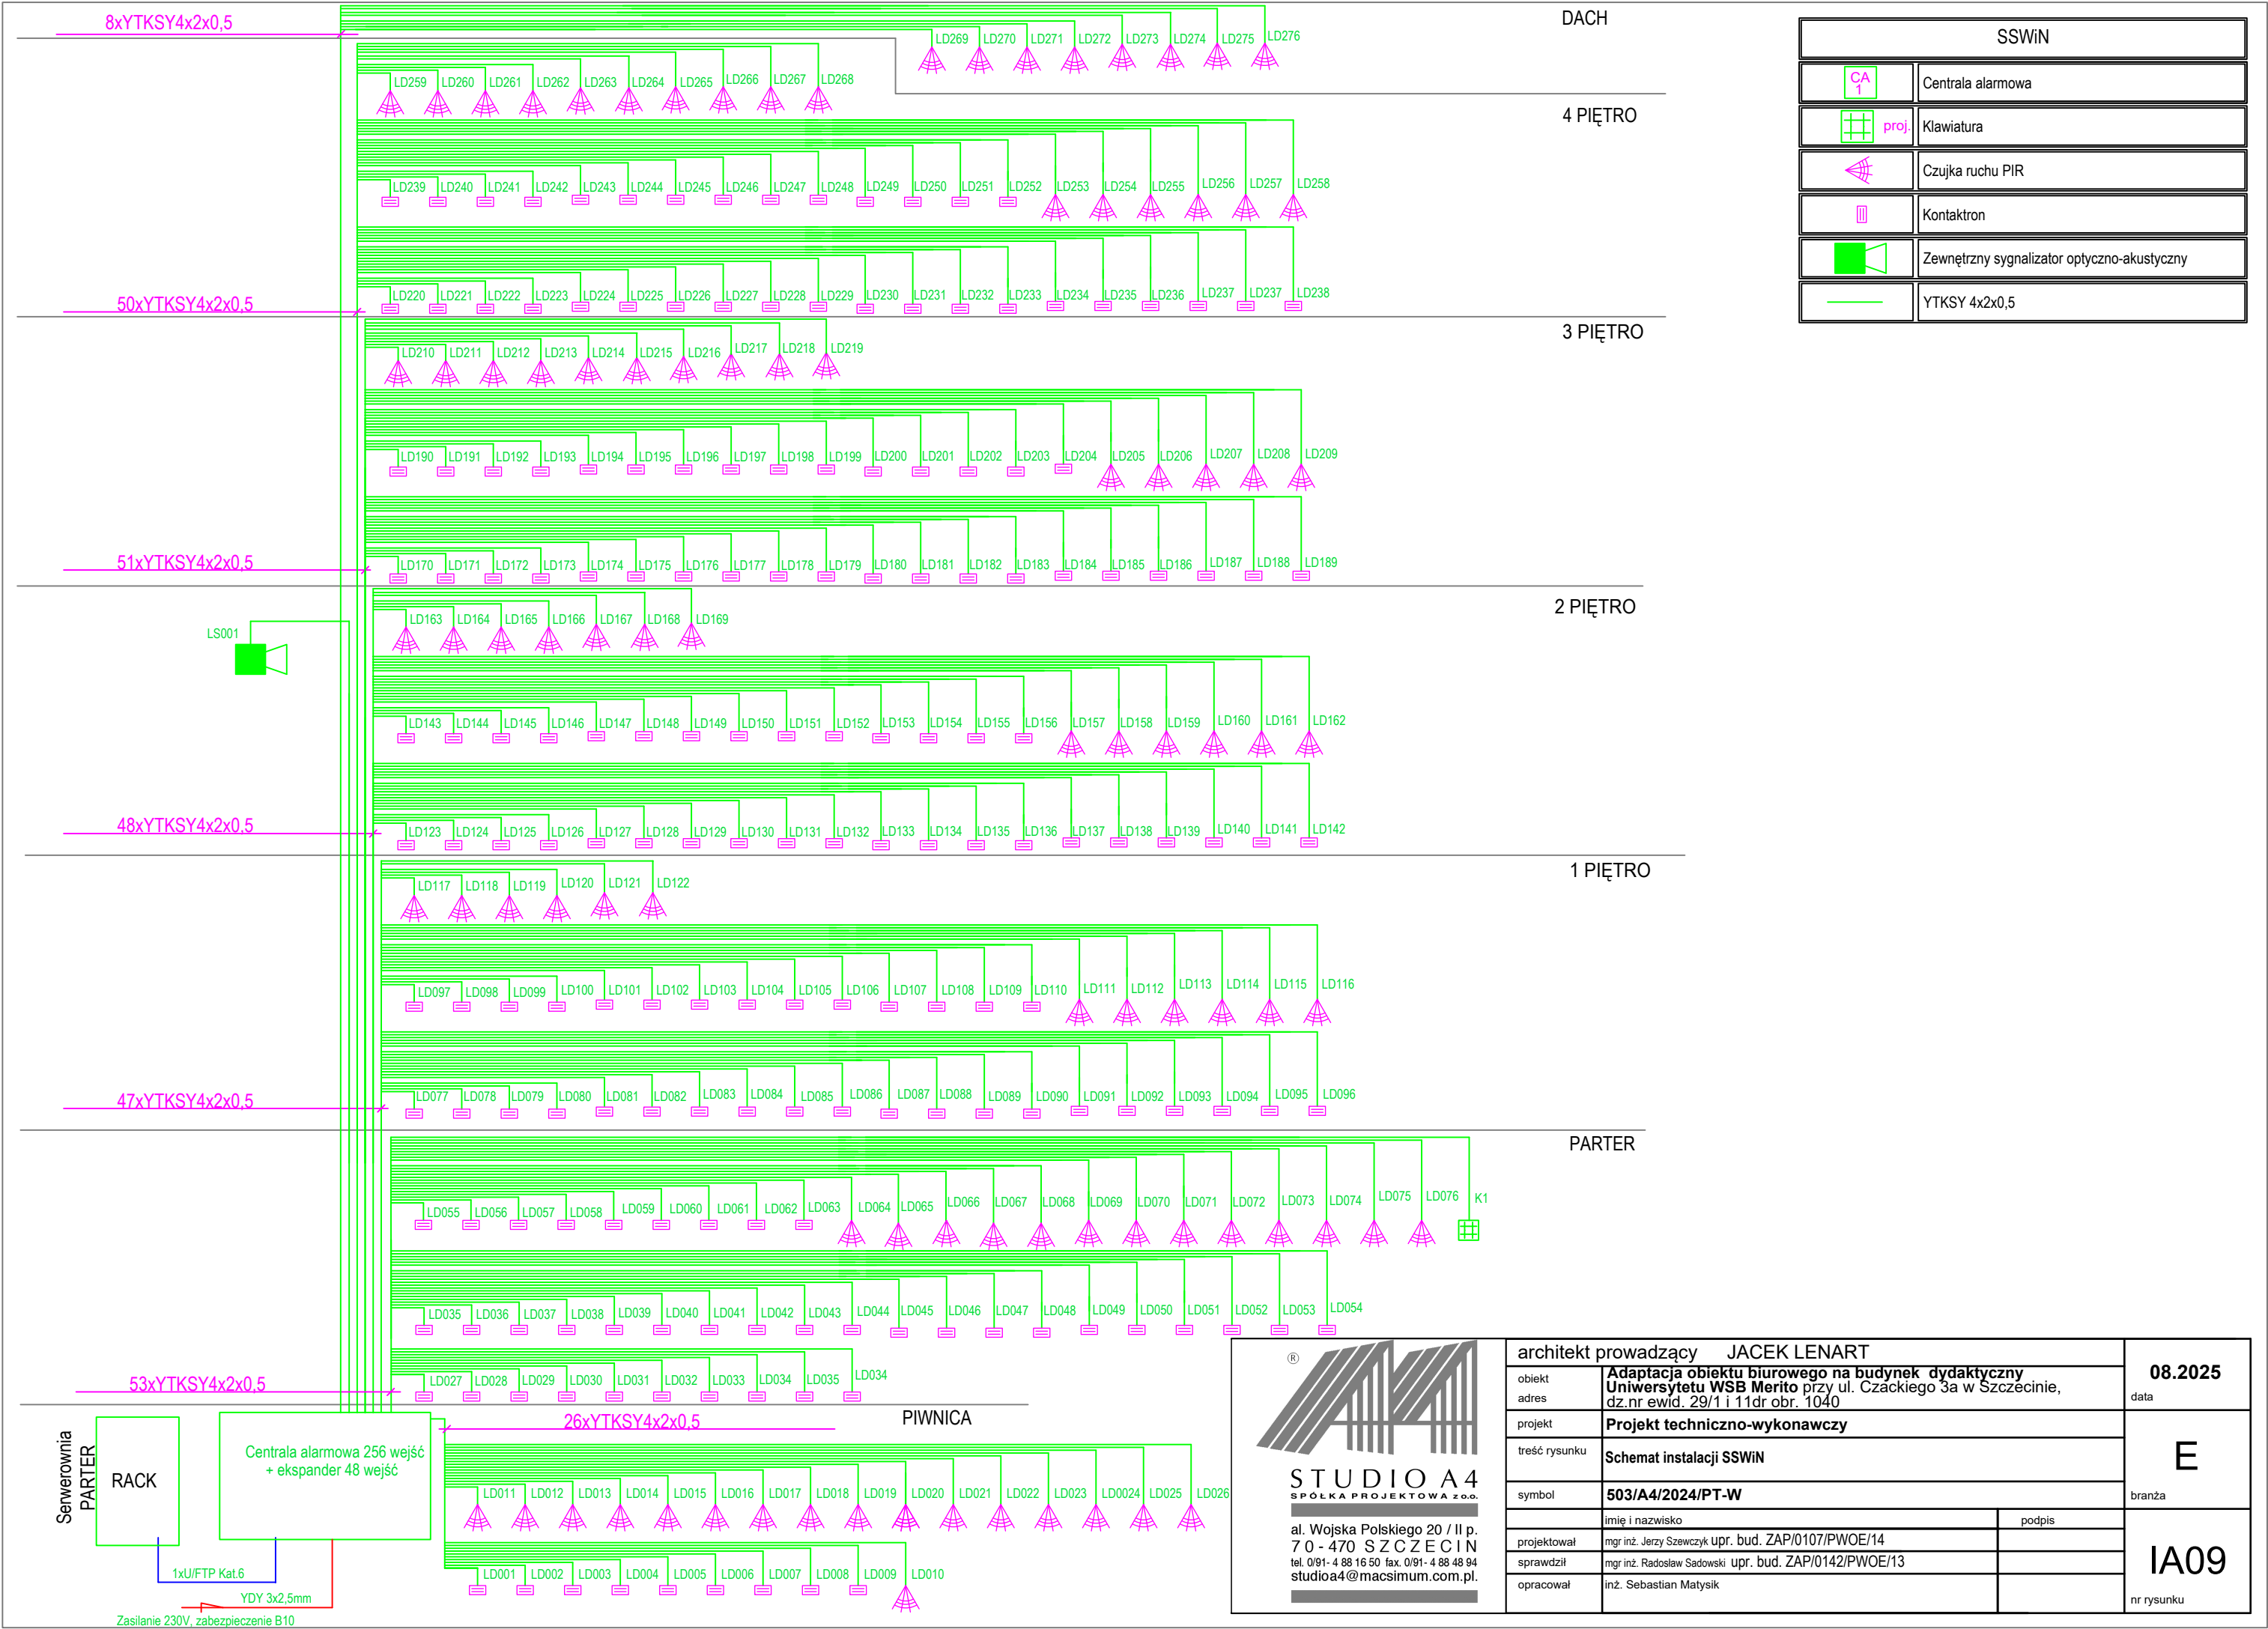 8xYTKSY4x2x0,5
DACH
LD269 LD270 LD271 LD272 LD273 LD274 LD275 LD276
LD259 LD260 LD261 LD262 LD263 LD264 LD265 LD266 LD267 LD268
4 PIĘTRO
LD239 LD240 LD241 LD242 LD243 LD244 LD245 LD246 LD247 LD248 LD249 LD250 LD251 LD252 LD253 LD254 LD255 LD256 LD257 LD258
LD220 LD221 LD222 LD223 LD224 LD225 LD226 LD227 LD228 LD229 LD230 LD231 LD232 LD233 LD234 LD235 LD236 LD237 LD237 LD238
50xYTKSY4x2x0,5
3 PIĘTRO
LD210 LD211 LD212 LD213 LD214 LD215 LD216 LD217 LD218 LD219
LD190 LD191 LD192 LD193 LD194 LD195 LD196 LD197 LD198 LD199 LD200 LD201 LD202 LD203 LD204 LD205 LD206 LD207 LD208 LD209
LD170 LD171 LD172 LD173 LD174 LD175 LD176 LD177 LD178 LD179 LD180 LD181 LD182 LD183 LD184 LD185 LD186 LD187 LD188 LD189
51xYTKSY4x2x0,5
2 PIĘTRO
LD163 LD164 LD165 LD166 LD167 LD168 LD169
LS001
LD143 LD144 LD145 LD146 LD147 LD148 LD149 LD150 LD151 LD152 LD153 LD154 LD155 LD156 LD157 LD158 LD159 LD160 LD161 LD162
LD123 LD124 LD125 LD126 LD127 LD128 LD129 LD130 LD131 LD132 LD133 LD134 LD135 LD136 LD137 LD138 LD139 LD140 LD141 LD142
48xYTKSY4x2x0,5
1 PIĘTRO
LD117 LD118 LD119 LD120 LD121 LD122
LD097 LD098 LD099 LD100 LD101 LD102 LD103 LD104 LD105 LD106 LD107 LD108 LD109 LD110 LD111 LD112 LD113 LD114 LD115 LD116
LD077 LD078 LD079 LD080 LD081 LD082 LD083 LD084 LD085 LD086 LD087 LD088 LD089 LD090 LD091 LD092 LD093 LD094 LD095 LD096
47xYTKSY4x2x0,5
PARTER
LD055 LD056 LD057 LD058 LD059 LD060 LD061 LD062 LD063 LD064 LD065 LD066 LD067 LD068 LD069 LD070 LD071 LD072 LD073 LD074 LD075 LD076 K1
LD035 LD036 LD037 LD038 LD039 LD040 LD041 LD042 LD043 LD044 LD045 LD046 LD047 LD048 LD049 LD050 LD051 LD052 LD053 LD054
LD027 LD028 LD029 LD030 LD031 LD032 LD033 LD034 LD035 LD034
53xYTKSY4x2x0,5
PIWNICA
26xYTKSY4x2x0,5
Serwerownia
PARTER
RACK
Centrala alarmowa 256 wejść
+ ekspander 48 wejść
LD011 LD012 LD013 LD014 LD015 LD016 LD017 LD018 LD019 LD020 LD021 LD022 LD023 LD0024 LD025 LD026
LD001 LD002 LD003 LD004 LD005 LD006 LD007 LD008 LD009 LD010
1xU/FTP Kat.6
YDY 3x2,5mm
Zasilanie 230V, zabezpieczenie B10
SSWiN
CA
1
Centrala alarmowa
proj.
Klawiatura
Czujka ruchu PIR
Kontaktron
Zewnętrzny sygnalizator optyczno-akustyczny
YTKSY 4x2x0,5
®
STUDIO A4
SPÓŁKA PROJEKTOWA z o.o.
al. Wojska Polskiego 20 / II p.
70-470 SZCZECIN
tel. 0/91- 4 88 16 50 fax. 0/91- 4 88 48 94
studioa4@macsimum.com.pl.
architekt prowadzący JACEK LENART
obiekt
adres
Adaptacja obiektu biurowego na budynek dydaktyczny
Uniwersytetu WSB Merito przy ul. Czackiego 3a w Szczecinie,
dz.nr ewid. 29/1 i 11dr obr. 1040
projekt
Projekt techniczno-wykonawczy
treść rysunku
Schemat instalacji SSWiN
symbol
503/A4/2024/PT-W
imię i nazwisko
podpis
projektował
mgr inż. Jerzy Szewczyk upr. bud. ZAP/0107/PWOE/14
sprawdził
mgr inż. Radosław Sadowski upr. bud. ZAP/0142/PWOE/13
opracował
inż. Sebastian Matysik
08.2025
data
E
branża
IA09
nr rysunku